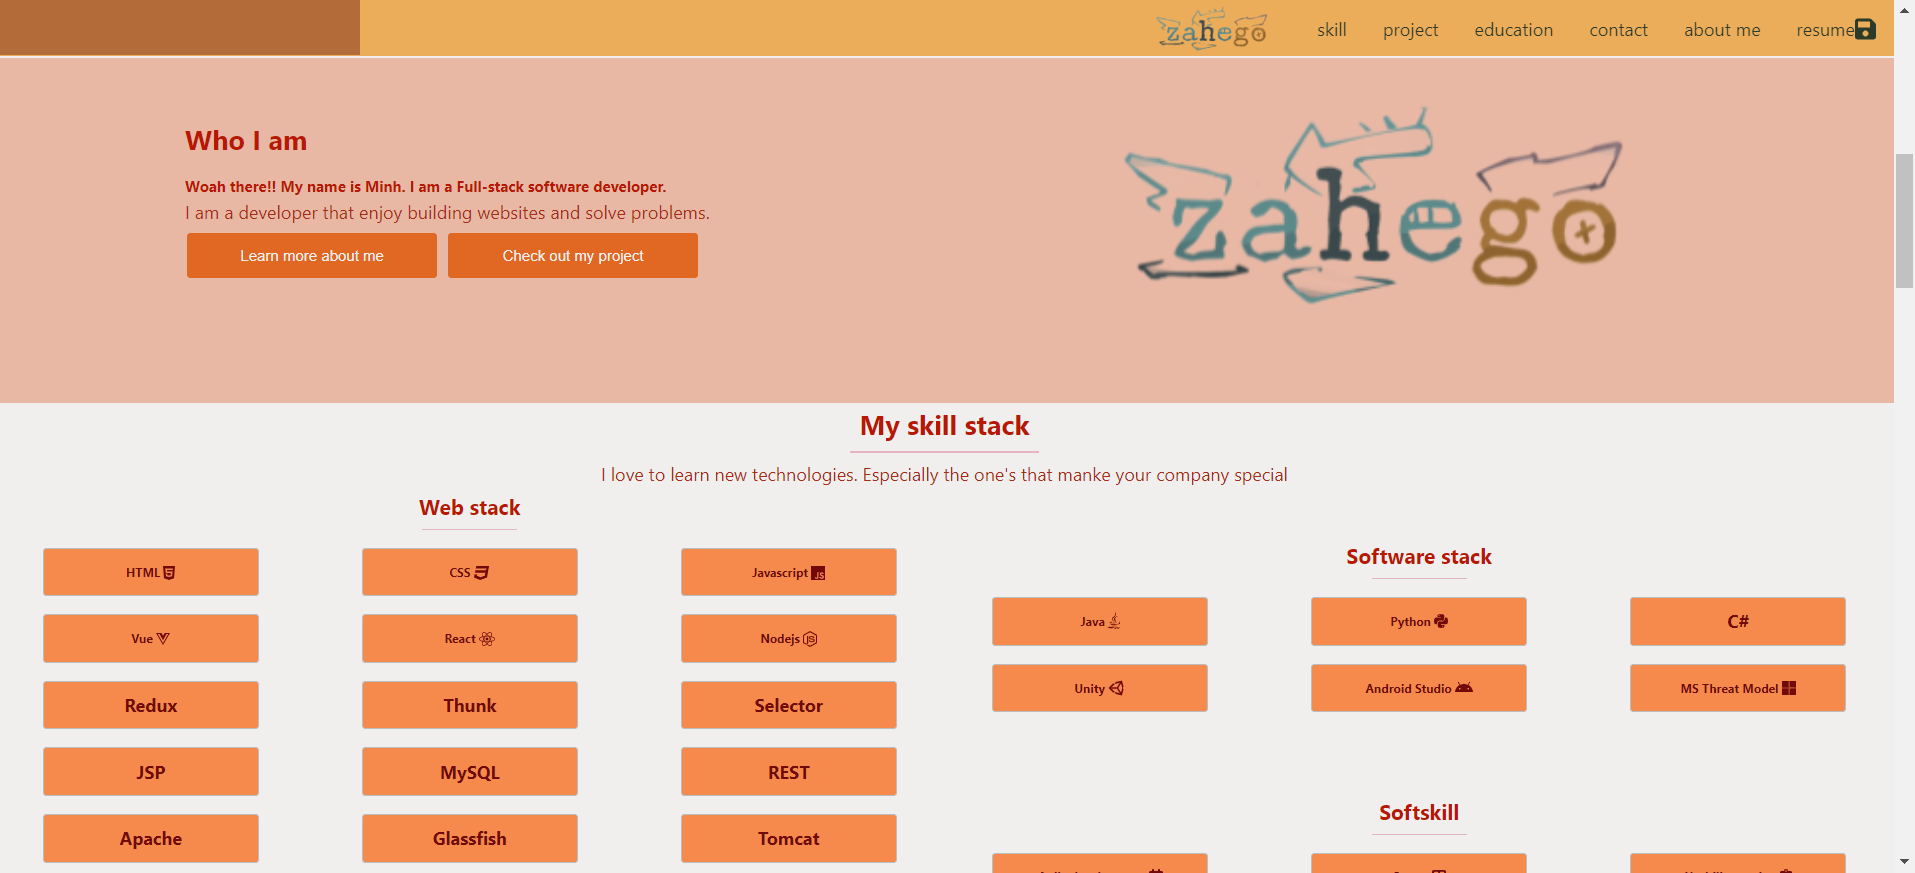 zahego skill project education contact about me resume
Who I am
Woah there!! My name is Minh. I am a Full-stack software developer.
I am a developer that enjoy building websites and solve problems.
Learn more about me Check out my project
zahego
My skill stack
I love to learn new technologies. Especially the one's that manke your company special
Web stack
HTML CSS Javascript
Vue React Nodejs
Redux Thunk Selector
JSP MySQL REST
Apache Glassfish Tomcat
Software stack
Java Python C#
Unity Android Studio MS Threat Model
Softskill